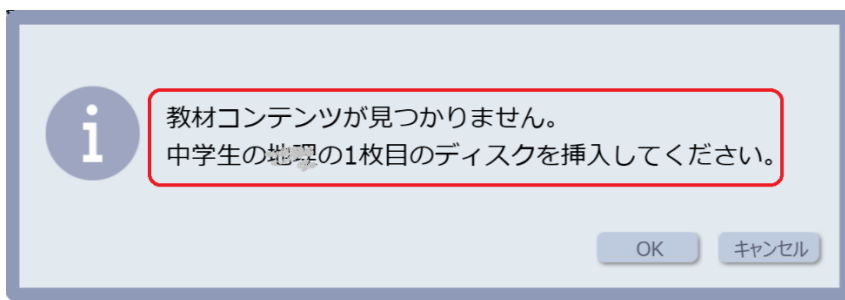 i
教材コンテンツが見つかりません。
中学生の地理の1枚目のディスクを挿入してください。
OK キャンセル